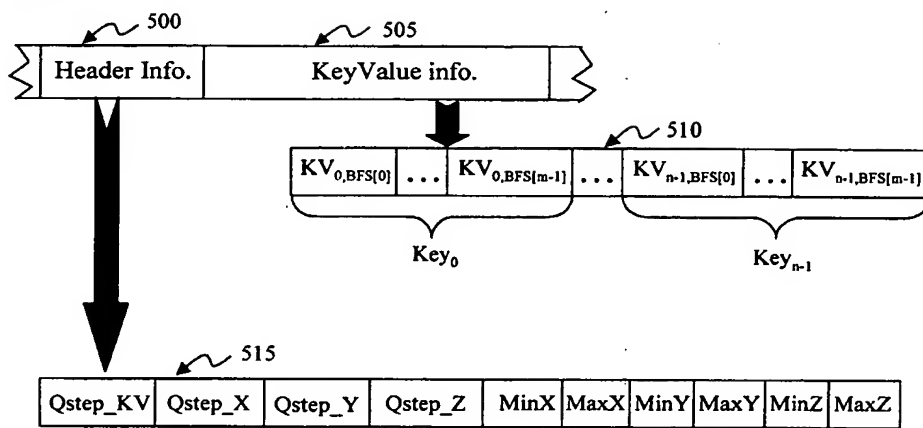 500
505
Header Info. KeyValue info.
510
KV0,BFS[0] ... KV0,BFS[m-1] ... KVn-1,BFS[0] ... KVn-1,BFS[m-1]
Key0 Keyn-1
515
Qstep_KV Qstep_X Qstep_Y Qstep_Z MinX MaxX MinY MaxY MinZ MaxZ